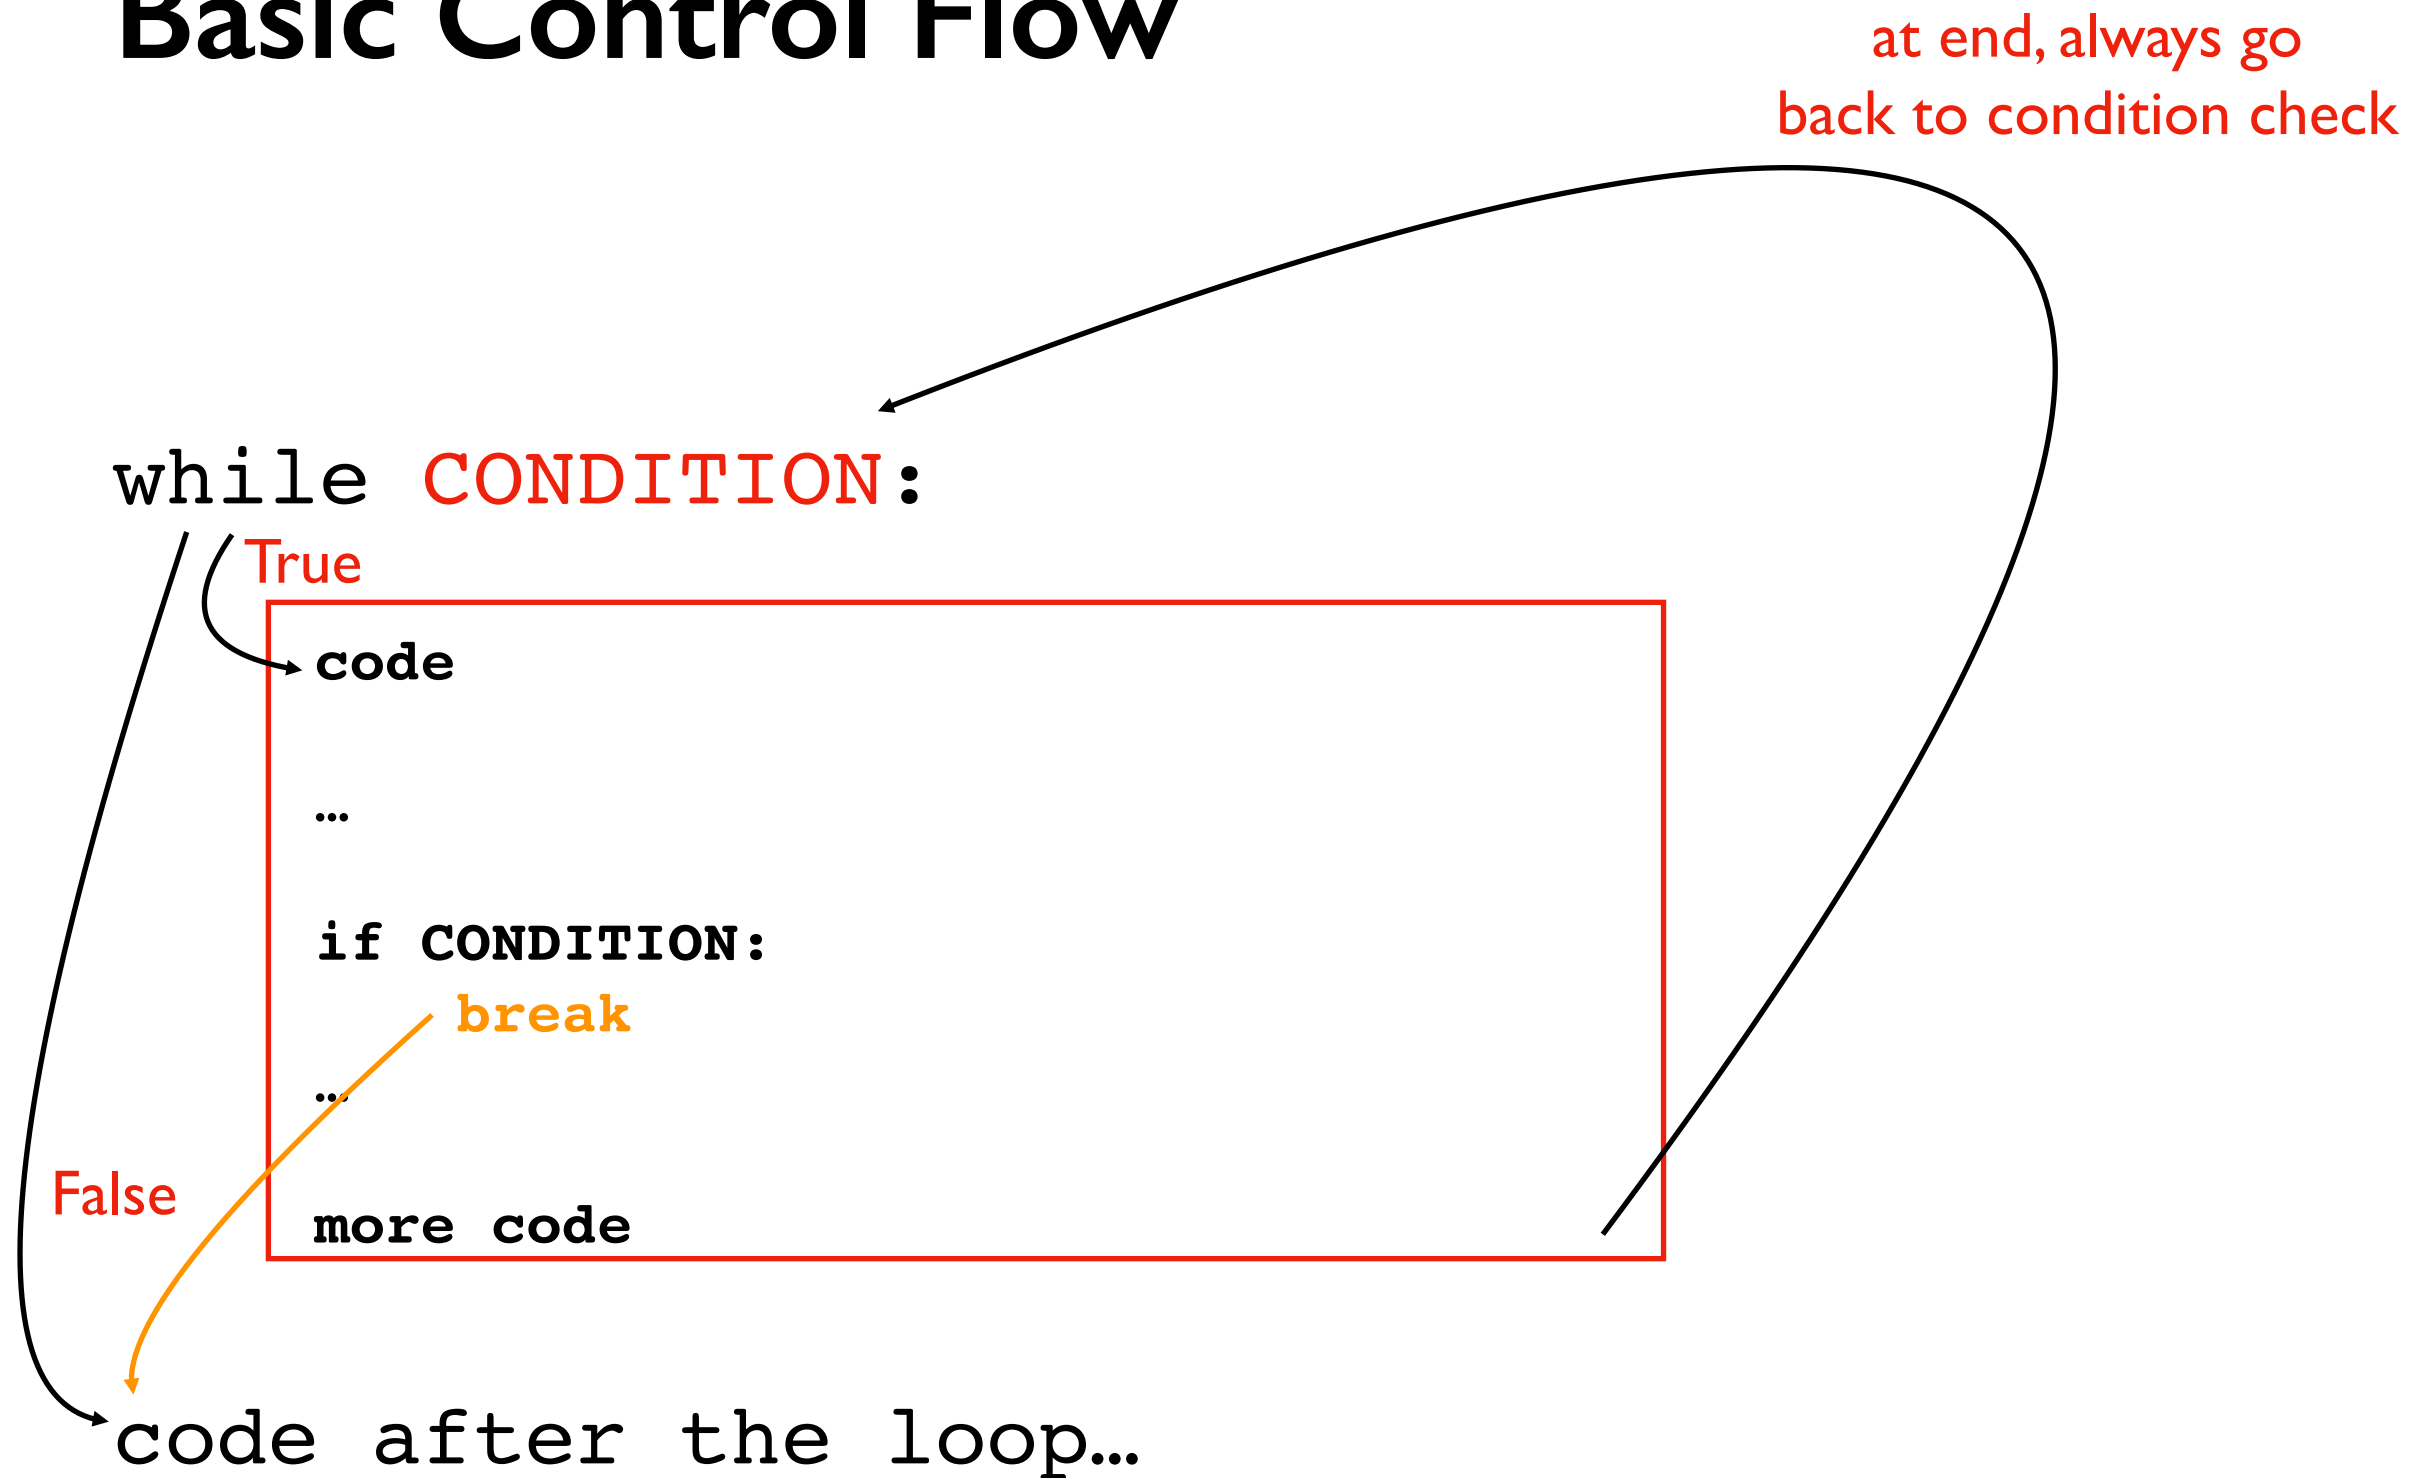 Basic Control Flow
at end, always go
back to condition check
while CONDITION:
True
code
…
if CONDITION:
break
…
False
more code
code after the loop…